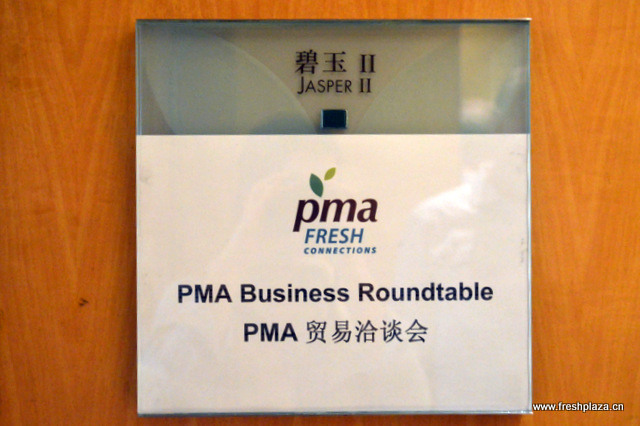 碧玉 II
JASPER II
pma
FRESH
CONNECTIONS
PMA Business Roundtable
PMA 贸易洽谈会
www.freshplaza.cn